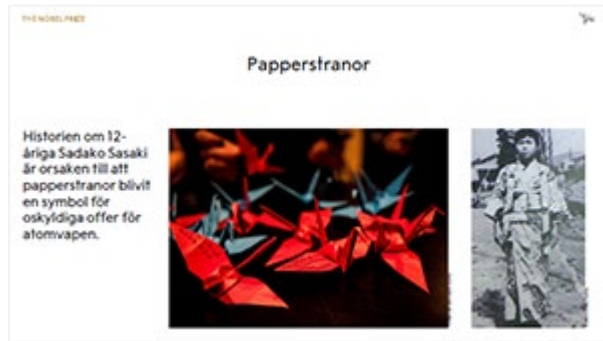 THE NOBEL PRIZE
Papperstranor
Historien om 12-
åriga Sadako Sasaki
är orsaken till att
papperstranor blivit
en symbol för
oskyldiga offer för
atomvapen.